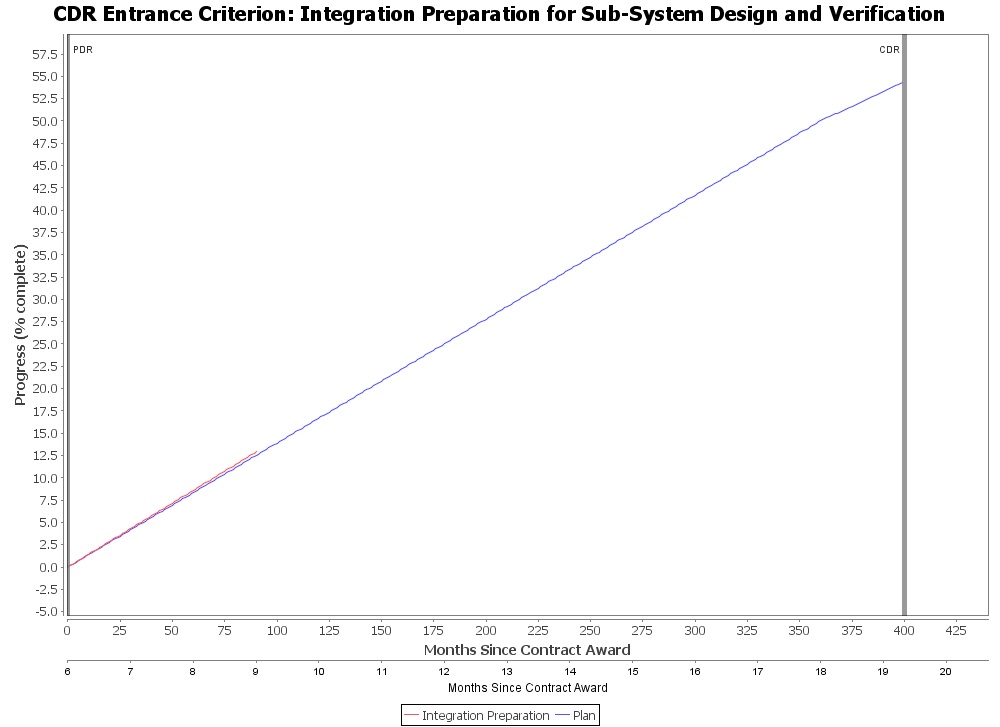 CDR Entrance Criterion: Integration Preparation for Sub-System Design and Verification
PDR
CDR
57.5
55.0
52.5
50.0
47.5
45.0
42.5
40.0
37.5
35.0
32.5
30.0
27.5
25.0
22.5
20.0
17.5
15.0
12.5
10.0
7.5
5.0
2.5
0.0
-2.5
-5.0
Progress (% complete)
0 25 50 75 100 125 150 175 200 225 250 275 300 325 350 375 400 425
Months Since Contract Award
6 7 8 9 10 11 12 13 14 15 16 17 18 19 20
Months Since Contract Award
Integration Preparation Plan